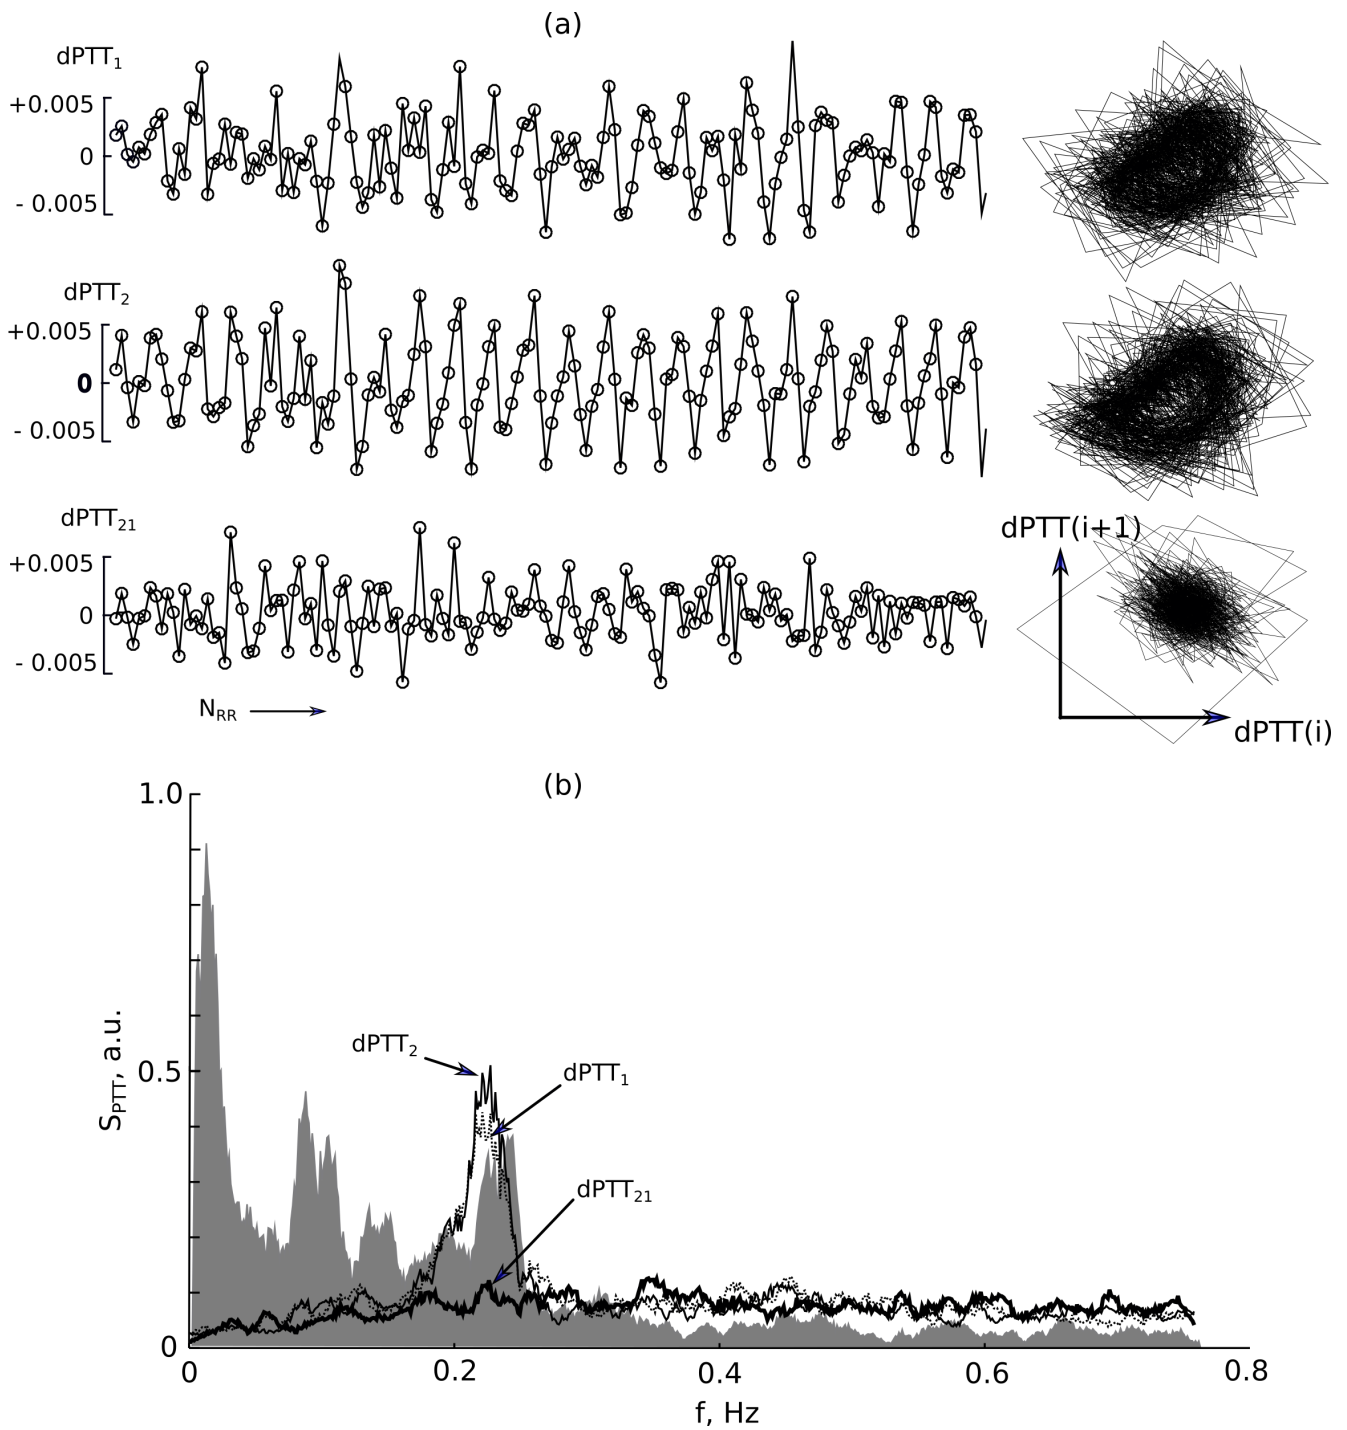 (a)
dPTT₁
+0.005
0
- 0.005
dPTT₂
+0.005
0
- 0.005
dPTT₂₁
+0.005
0
- 0.005
N_RR
dPTT(i+1)
dPTT(i)
(b)
1.0
0.5
0
S_PTT, a.u.
dPTT₂
dPTT₁
dPTT₂₁
0 0.2 0.4 0.6 0.8
f, Hz